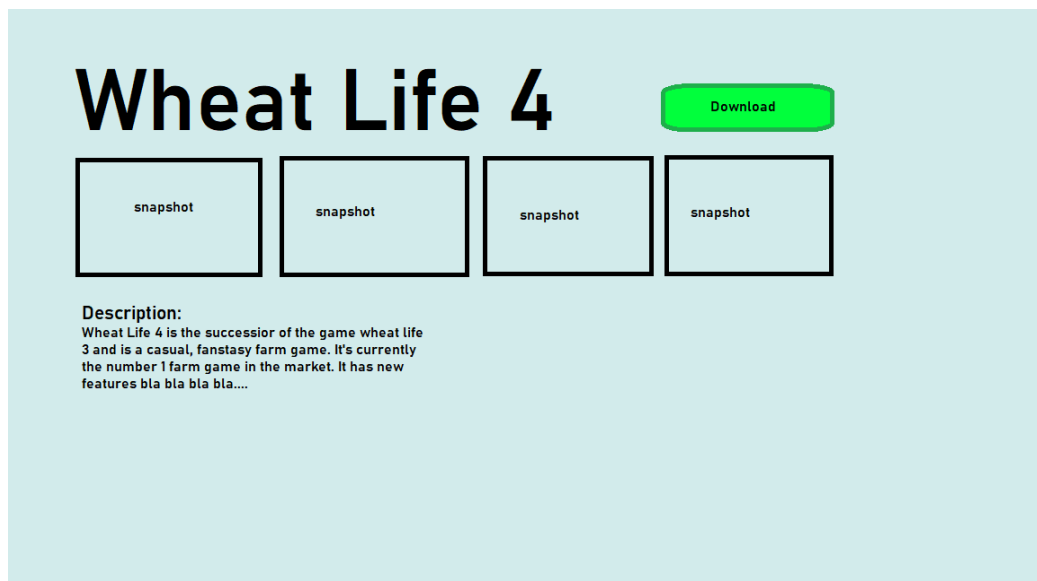 Wheat Life 4
Download
snapshot
snapshot
snapshot
snapshot
Description:
Wheat Life 4 is the successior of the game wheat life
3 and is a casual, fanstasy farm game. It's currently
the number 1 farm game in the market. It has new
features bla bla bla bla....